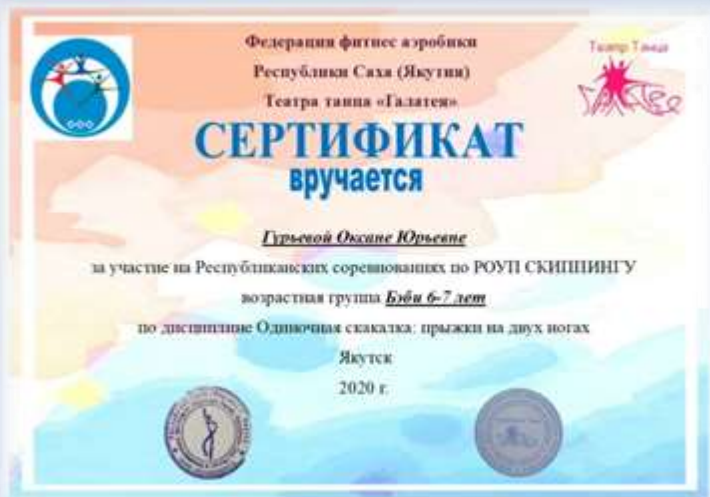 Федерация фитнес аэробики
Республики Саха (Якутия)
Театра танца «Галатея»
Театр Танца
СЕРТИФИКАТ
вручается
Гурьевой Оксане Юрьевне
за участие на Республиканских соревнованиях по РОУП СКИППИНГУ
возрастная группа Бэби 6-7 лет
по дисциплине Одиночная скакалка: прыжки на двух ногах
Якутск
2020 г.